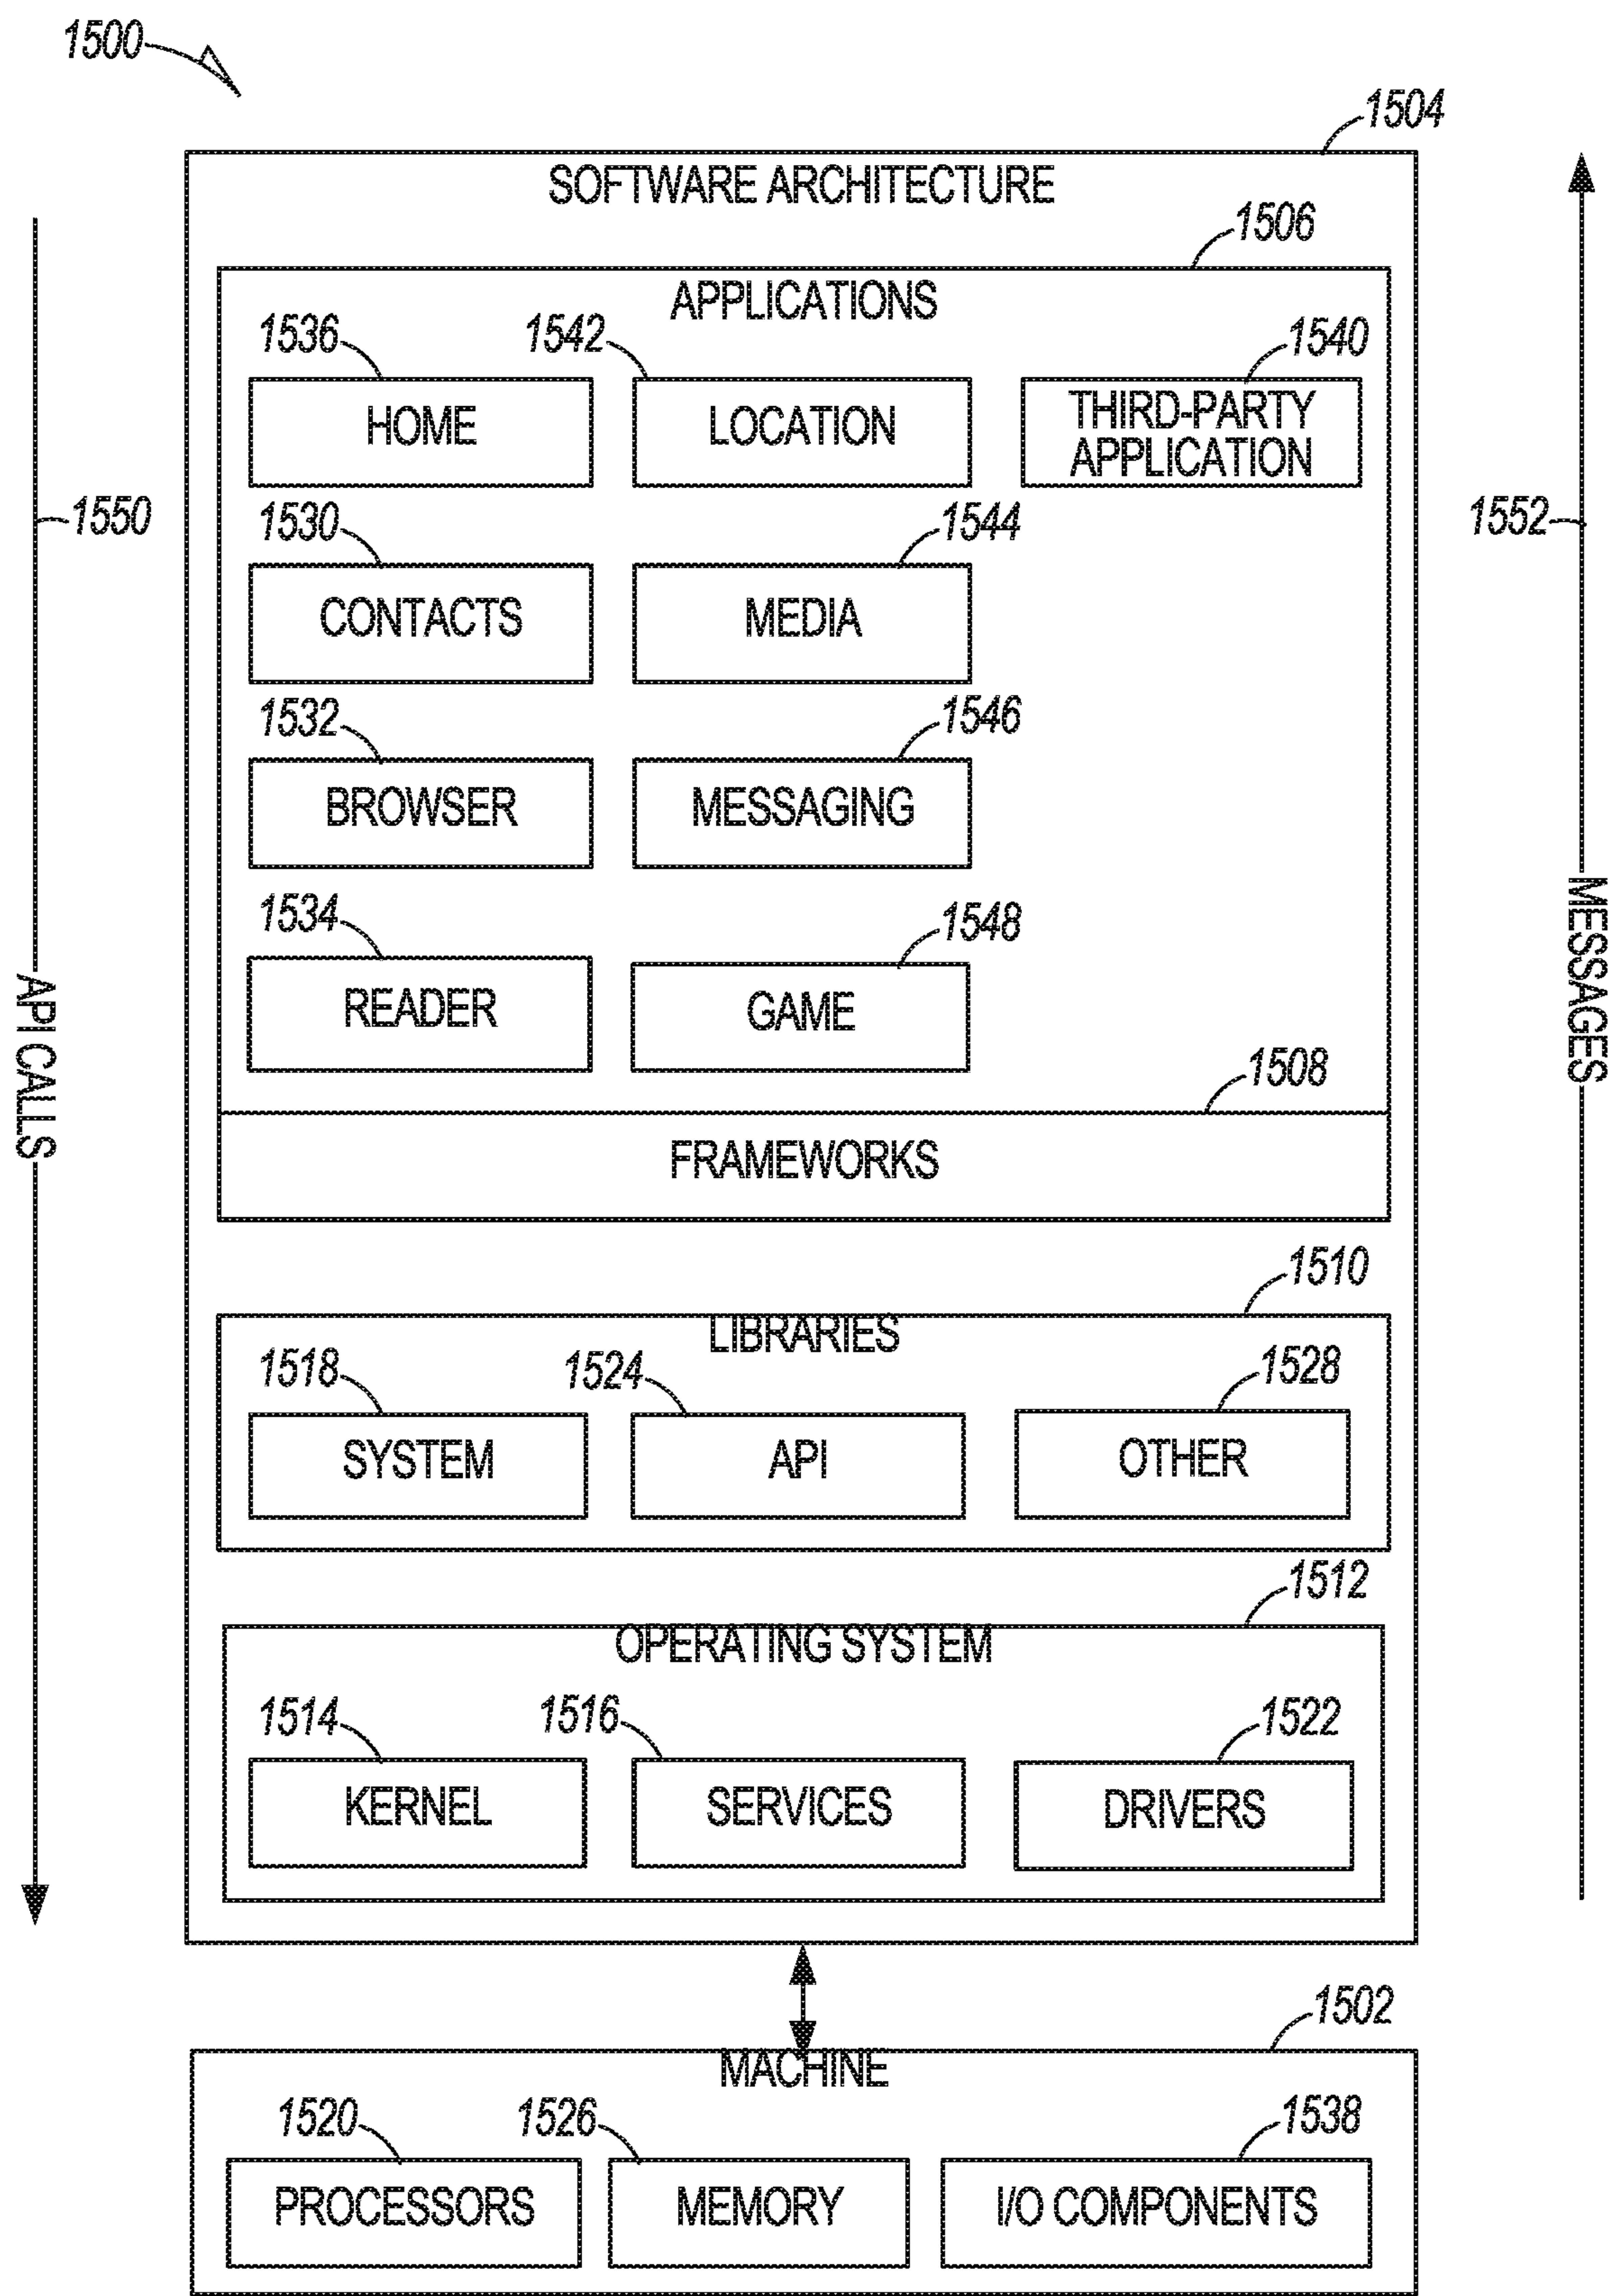 1500
1504
SOFTWARE ARCHITECTURE
1506
APPLICATIONS
1536
1542
1540
HOME
LOCATION
THIRD-PARTY
APPLICATION
1550
1552
1530
1544
CONTACTS
MEDIA
1532
1546
BROWSER
MESSAGING
1534
1548
READER
GAME
API CALLS
MESSAGES
1508
FRAMEWORKS
1510
LIBRARIES
1518
1524
1528
SYSTEM
API
OTHER
1512
OPERATING SYSTEM
1514
1516
1522
KERNEL
SERVICES
DRIVERS
1502
MACHINE
1520
1526
1538
PROCESSORS
MEMORY
I/O COMPONENTS